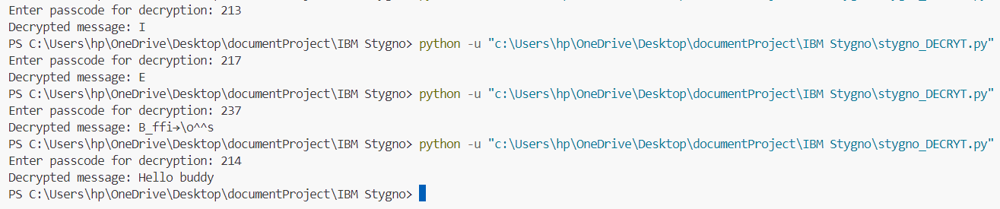 Enter passcode for decryption: 213
Decrypted message: I
PS C:\Users\hp\OneDrive\Desktop\documentProject\IBM Stygno> python -u "c:\Users\hp\OneDrive\Desktop\documentProject\IBM Stygno\stygno_DECRYT.py"
Enter passcode for decryption: 217
Decrypted message: E
PS C:\Users\hp\OneDrive\Desktop\documentProject\IBM Stygno> python -u "c:\Users\hp\OneDrive\Desktop\documentProject\IBM Stygno\stygno_DECRYT.py"
Enter passcode for decryption: 237
Decrypted message: B_ffi→\o^^s
PS C:\Users\hp\OneDrive\Desktop\documentProject\IBM Stygno> python -u "c:\Users\hp\OneDrive\Desktop\documentProject\IBM Stygno\stygno_DECRYT.py"
Enter passcode for decryption: 214
Decrypted message: Hello buddy
PS C:\Users\hp\OneDrive\Desktop\documentProject\IBM Stygno>